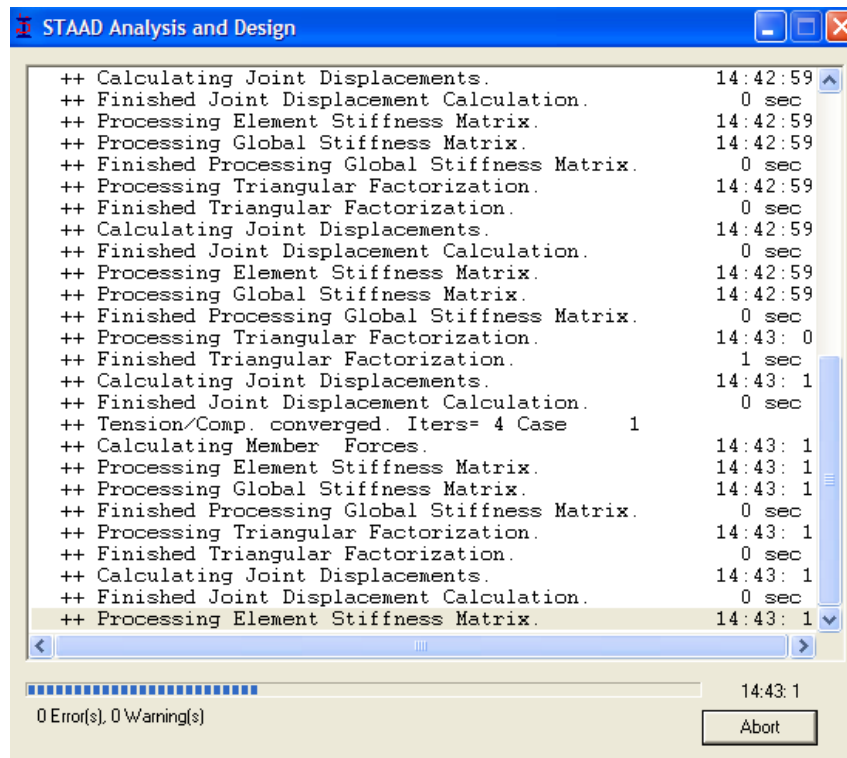 STAAD Analysis and Design
++ Calculating Joint Displacements. 14:42:59
++ Finished Joint Displacement Calculation. 0 sec
++ Processing Element Stiffness Matrix. 14:42:59
++ Processing Global Stiffness Matrix. 14:42:59
++ Finished Processing Global Stiffness Matrix. 0 sec
++ Processing Triangular Factorization. 14:42:59
++ Finished Triangular Factorization. 0 sec
++ Calculating Joint Displacements. 14:42:59
++ Finished Joint Displacement Calculation. 0 sec
++ Processing Element Stiffness Matrix. 14:42:59
++ Processing Global Stiffness Matrix. 14:42:59
++ Finished Processing Global Stiffness Matrix. 0 sec
++ Processing Triangular Factorization. 14:43: 0
++ Finished Triangular Factorization. 1 sec
++ Calculating Joint Displacements. 14:43: 1
++ Finished Joint Displacement Calculation. 0 sec
++ Tension/Comp. converged. Iters= 4 Case 1
++ Calculating Member Forces. 14:43: 1
++ Processing Element Stiffness Matrix. 14:43: 1
++ Processing Global Stiffness Matrix. 14:43: 1
++ Finished Processing Global Stiffness Matrix. 0 sec
++ Processing Triangular Factorization. 14:43: 1
++ Finished Triangular Factorization. 0 sec
++ Calculating Joint Displacements. 14:43: 1
++ Finished Joint Displacement Calculation. 0 sec
++ Processing Element Stiffness Matrix. 14:43: 1
14:43: 1
0 Error(s), 0 Warning(s)
Abort